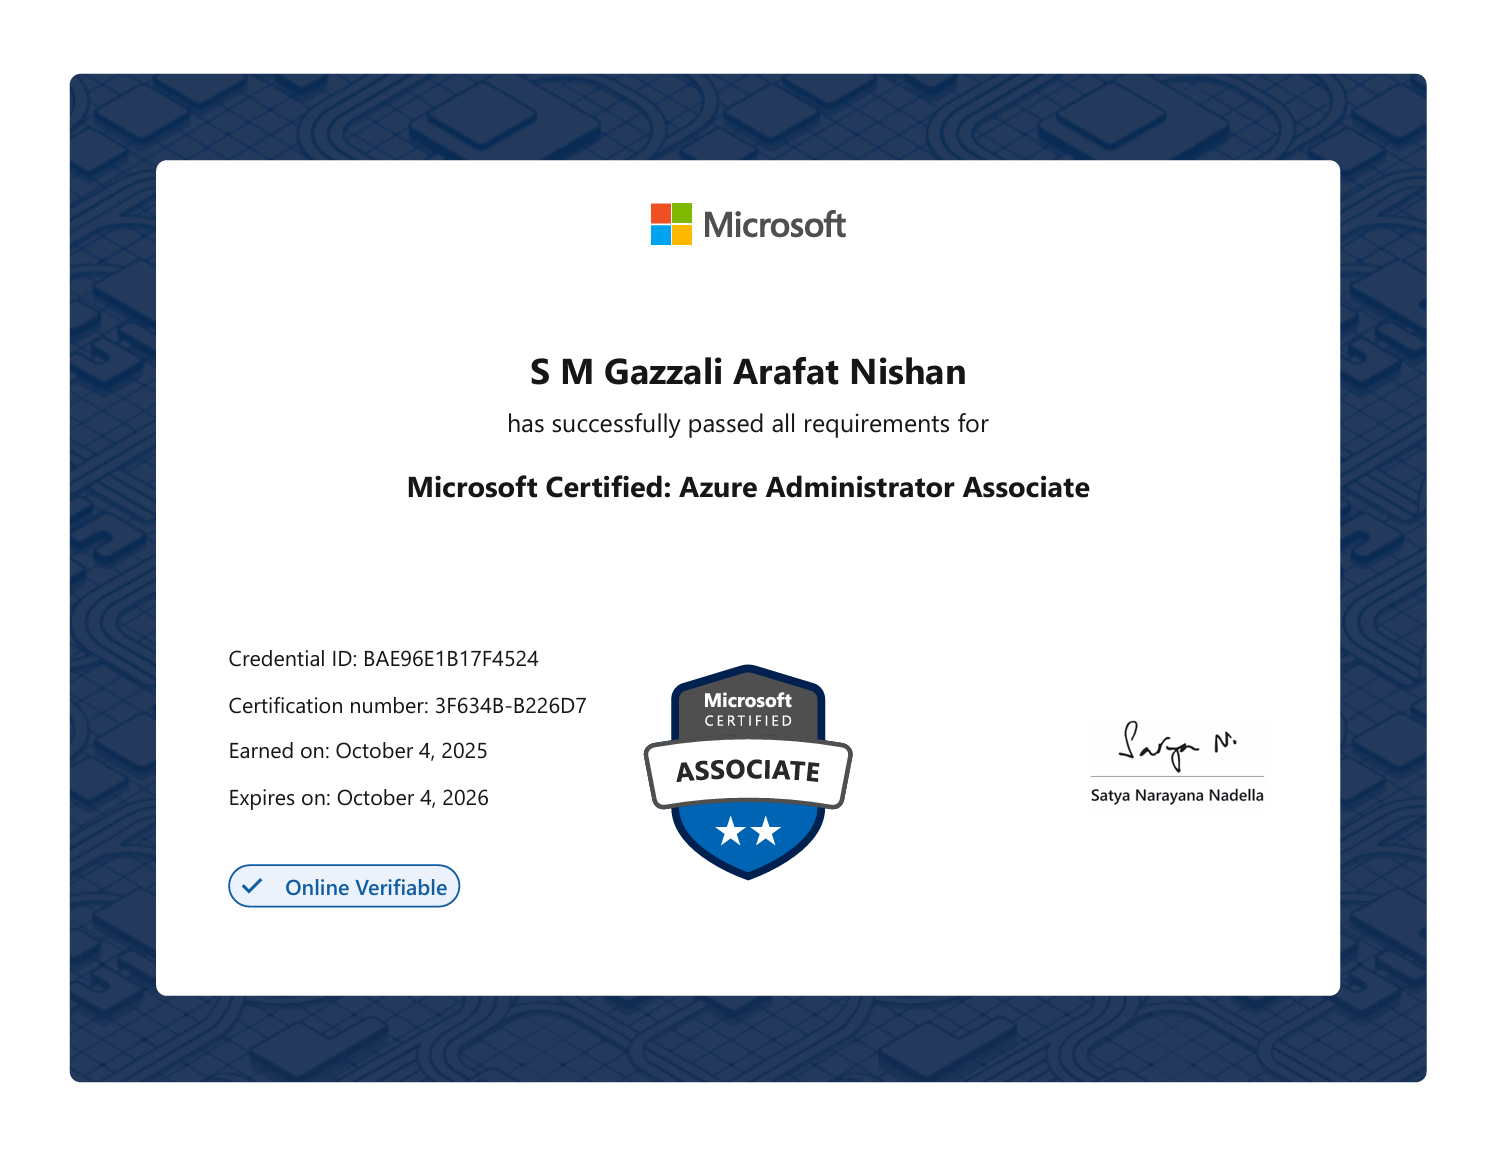 Microsoft
S M Gazzali Arafat Nishan
has successfully passed all requirements for
Microsoft Certified: Azure Administrator Associate
Credential ID: BAE96E1B17F4524
Certification number: 3F634B-B226D7
Earned on: October 4, 2025
Expires on: October 4, 2026
Online Verifiable
Microsoft
CERTIFIED
ASSOCIATE
Satya N.
Satya Narayana Nadella